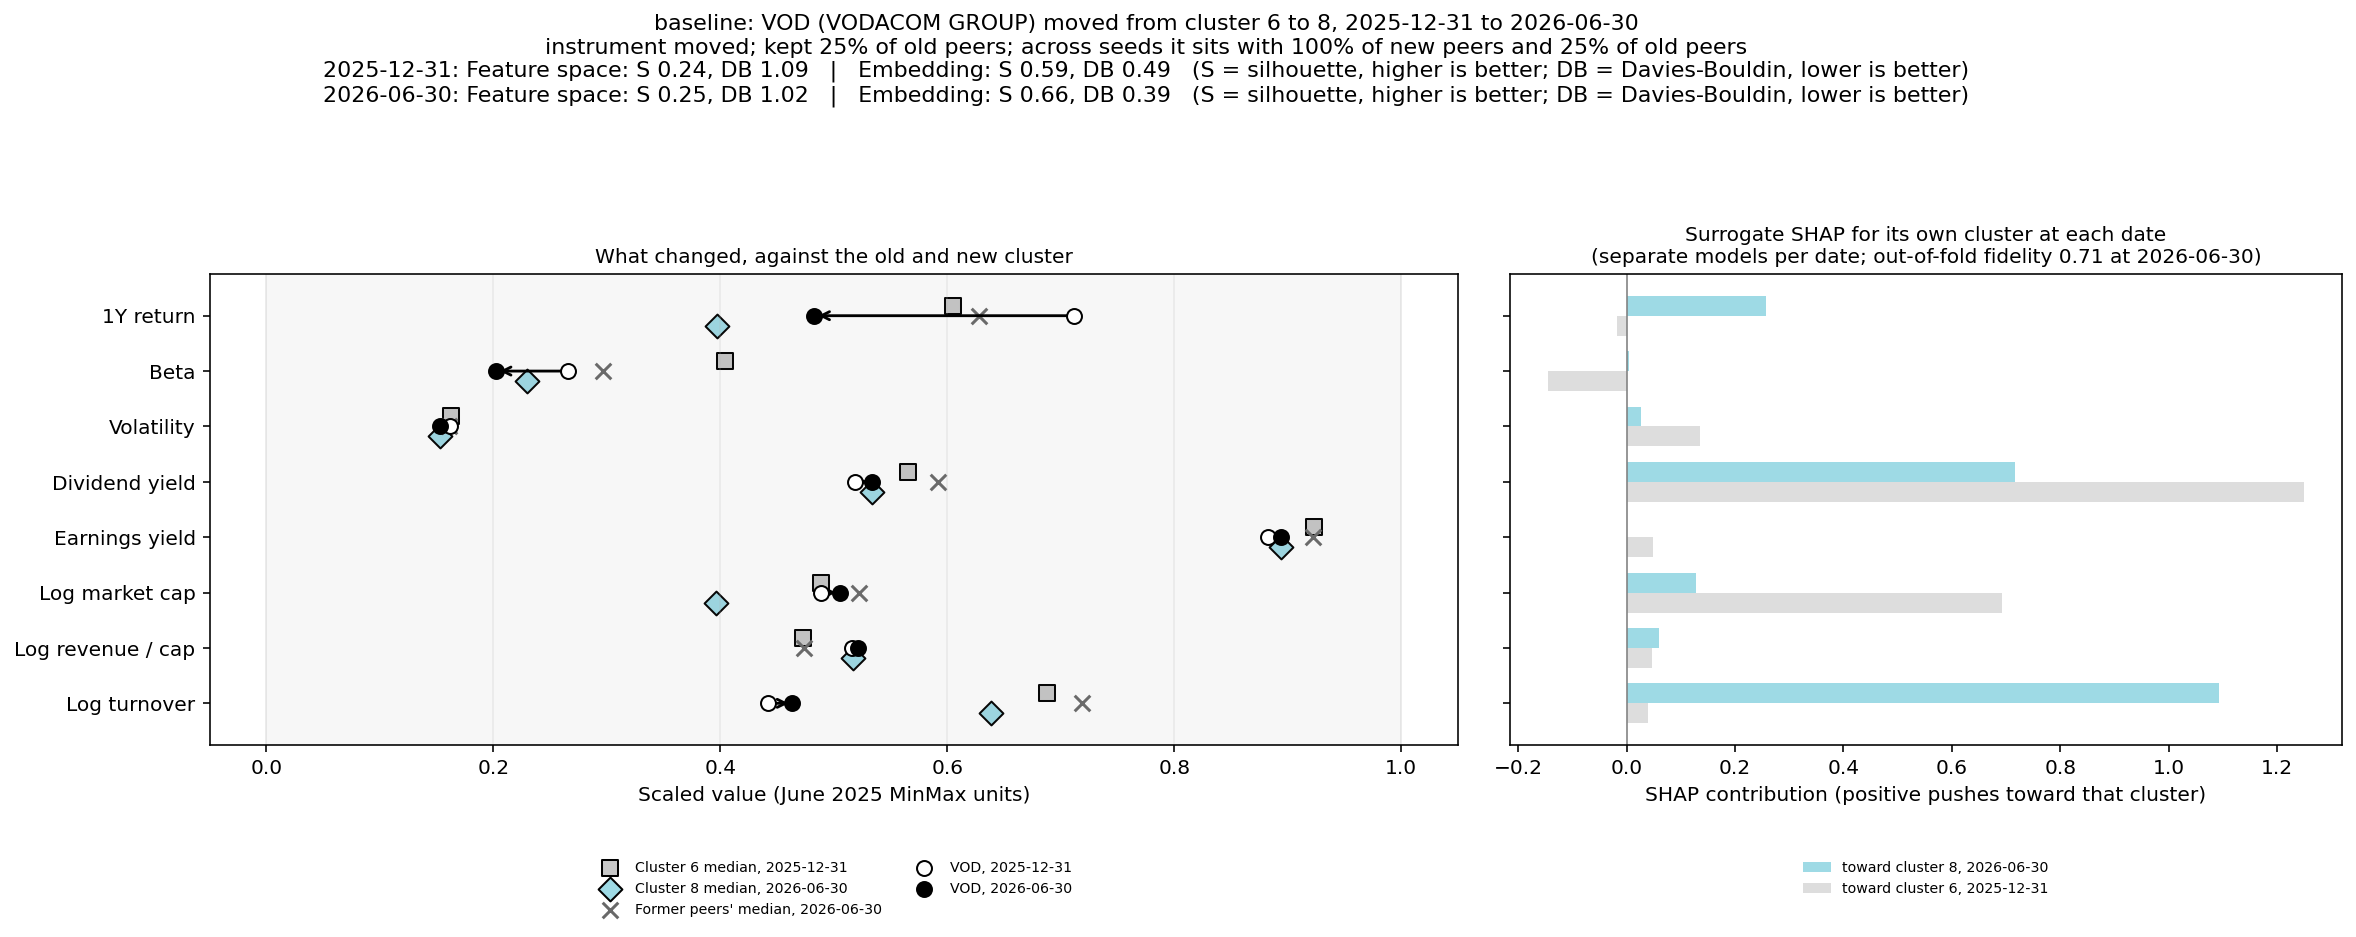 baseline: VOD (VODACOM GROUP) moved from cluster 6 to 8, 2025-12-31 to 2026-06-30
instrument moved; kept 25% of old peers; across seeds it sits with 100% of new peers and 25% of old peers
2025-12-31: Feature space: S 0.24, DB 1.09 | Embedding: S 0.59, DB 0.49 (S = silhouette, higher is better; DB = Davies-Bouldin, lower is better)
2026-06-30: Feature space: S 0.25, DB 1.02 | Embedding: S 0.66, DB 0.39 (S = silhouette, higher is better; DB = Davies-Bouldin, lower is better)
What changed, against the old and new cluster
1Y return
Beta
Volatility
Dividend yield
Earnings yield
Log market cap
Log revenue / cap
Log turnover
0.0 0.2 0.4 0.6 0.8 1.0
Scaled value (June 2025 MinMax units)
Cluster 6 median, 2025-12-31
Cluster 8 median, 2026-06-30
Former peers' median, 2026-06-30
VOD, 2025-12-31
VOD, 2026-06-30
Surrogate SHAP for its own cluster at each date
(separate models per date; out-of-fold fidelity 0.71 at 2026-06-30)
−0.2 0.0 0.2 0.4 0.6 0.8 1.0 1.2
SHAP contribution (positive pushes toward that cluster)
toward cluster 8, 2026-06-30
toward cluster 6, 2025-12-31